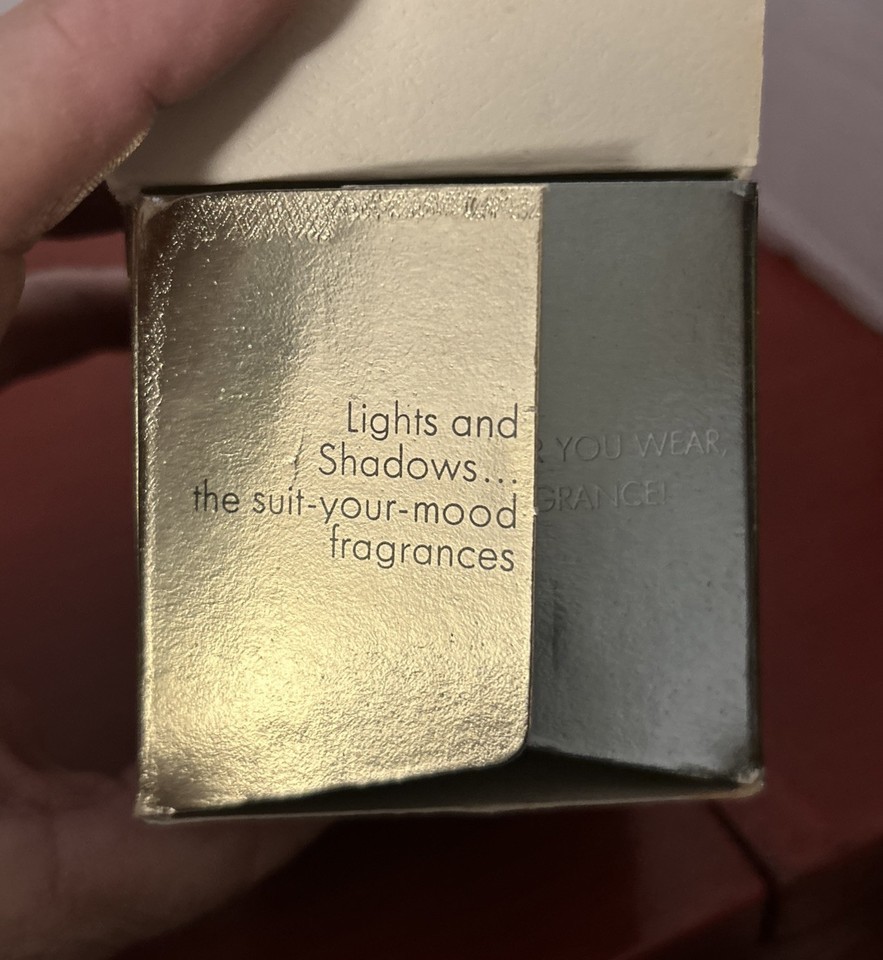 Lights and
Shadows...
the suit-your-mood
fragrances
YOU WEAR,
GRANCE!